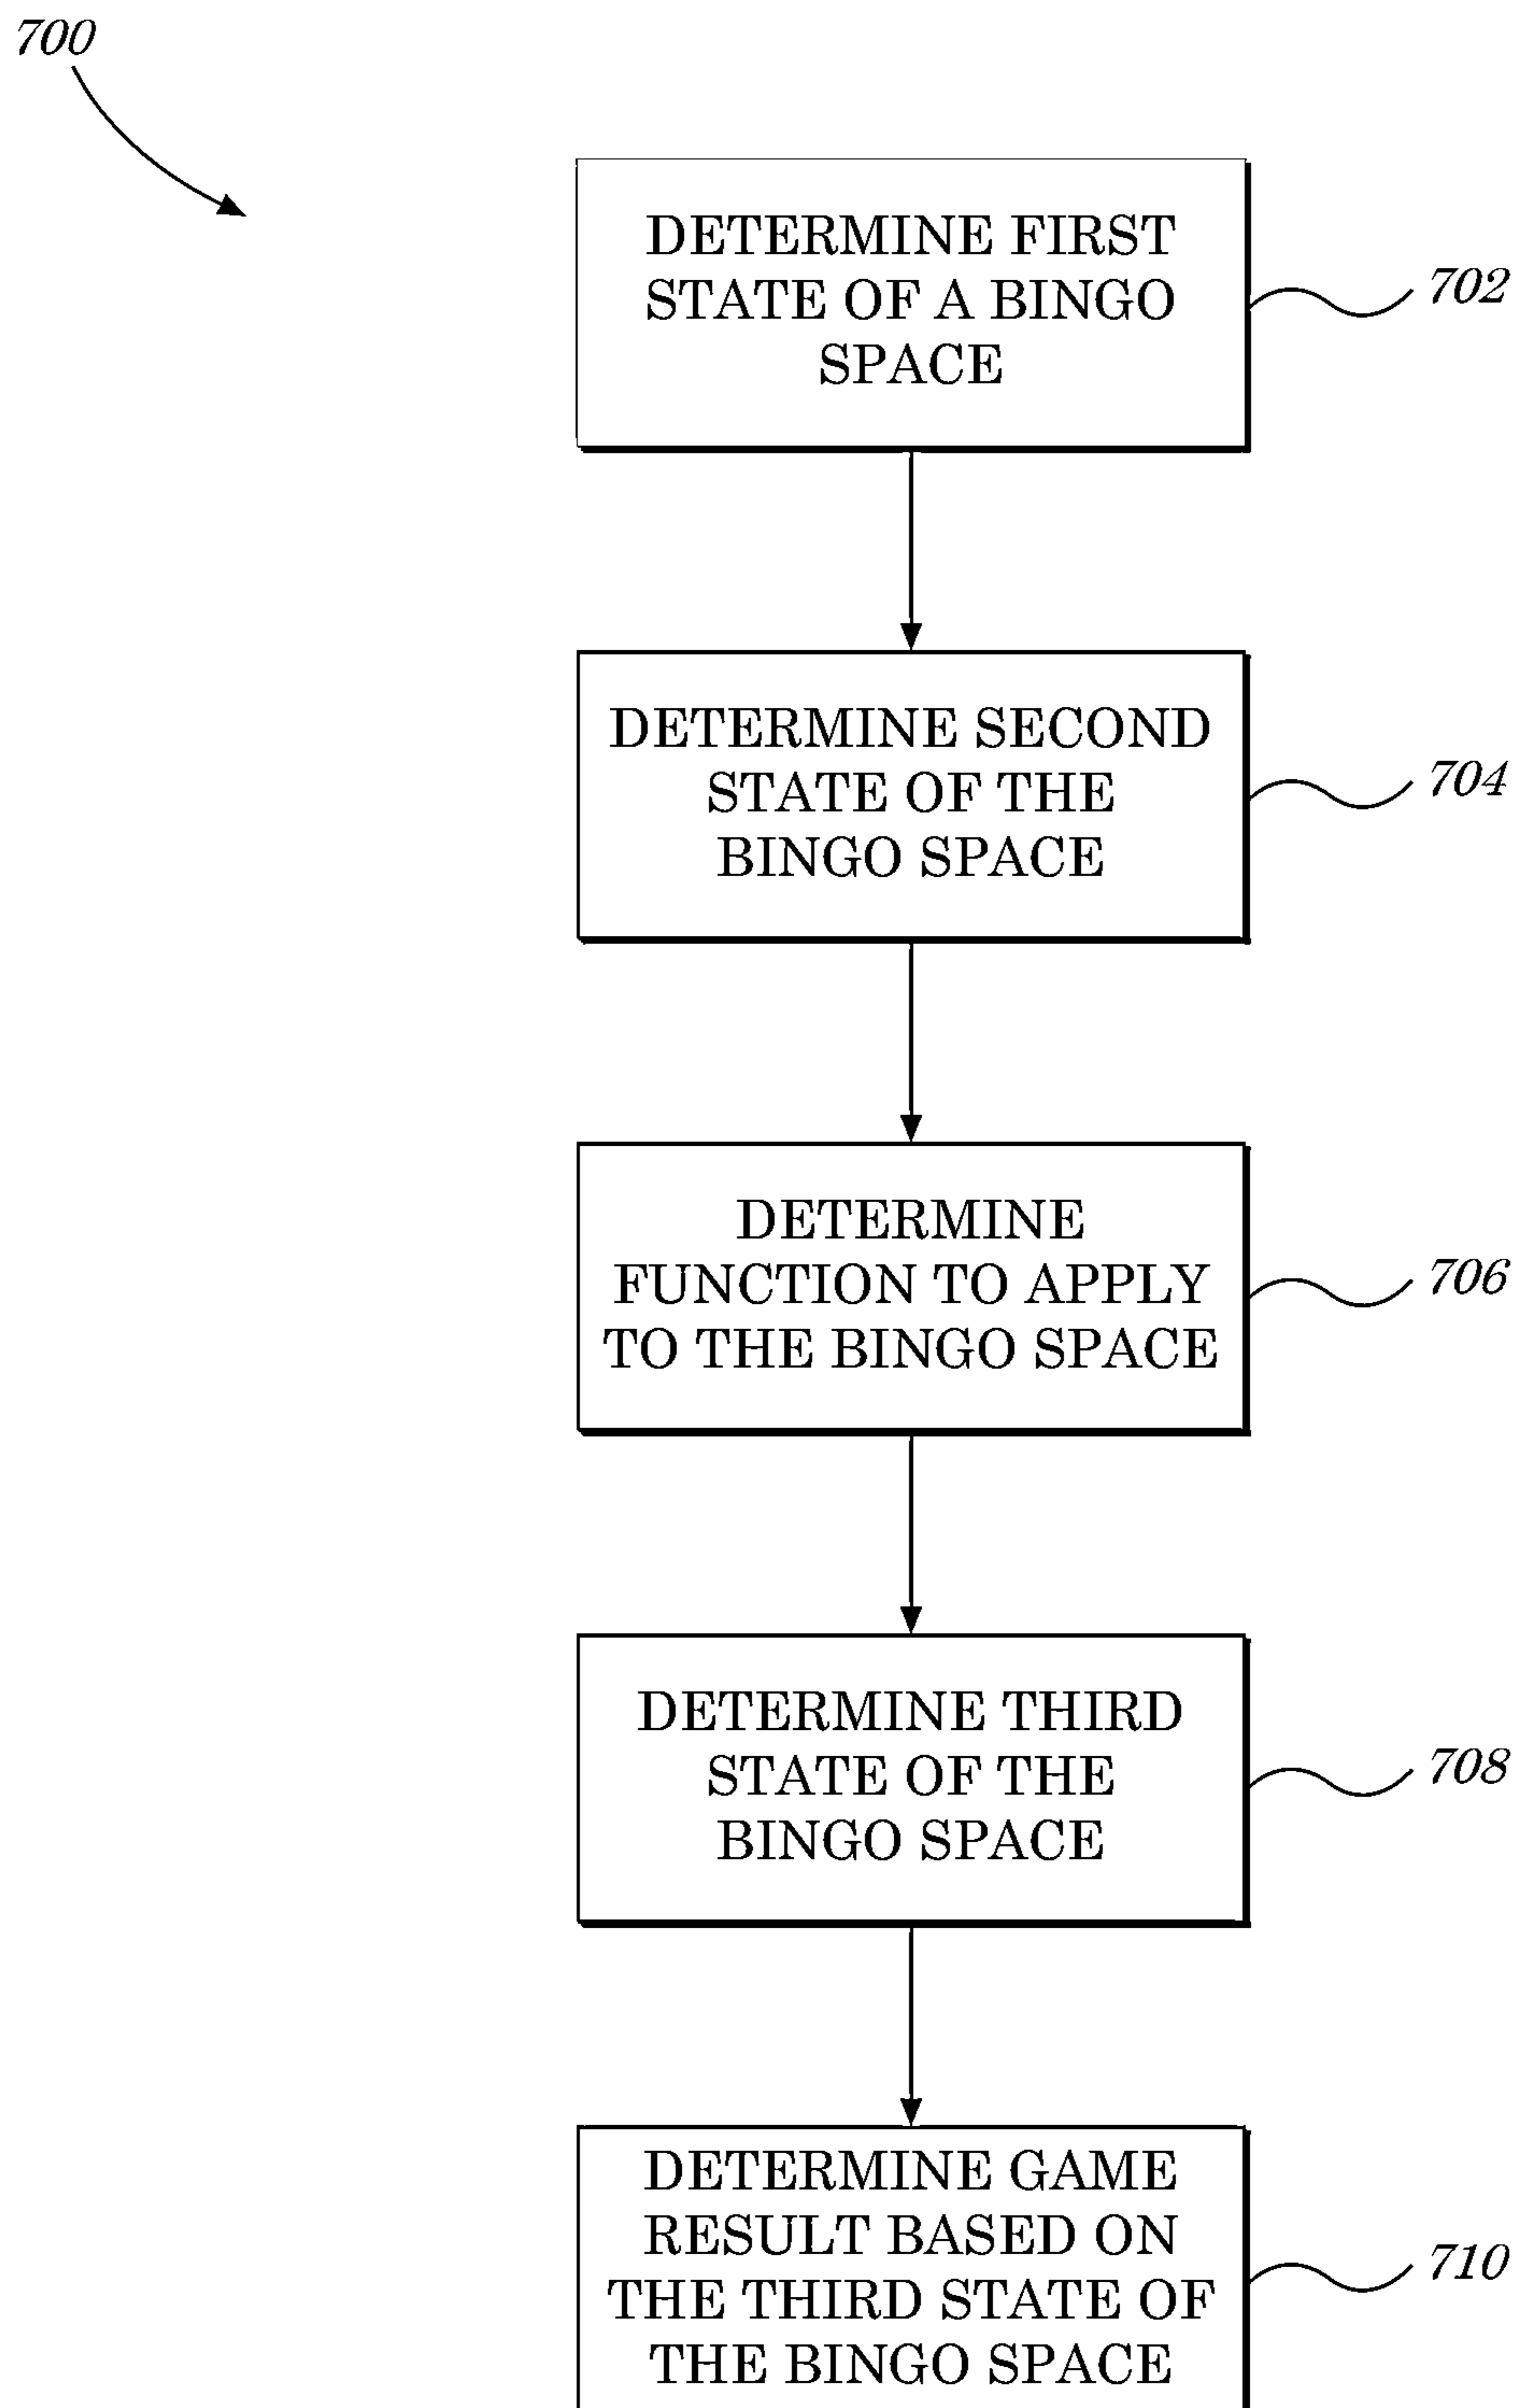 700
DETERMINE FIRST
STATE OF A BINGO
SPACE
702
DETERMINE SECOND
STATE OF THE
BINGO SPACE
704
DETERMINE
FUNCTION TO APPLY
TO THE BINGO SPACE
706
DETERMINE THIRD
STATE OF THE
BINGO SPACE
708
DETERMINE GAME
RESULT BASED ON
THE THIRD STATE OF
THE BINGO SPACE
710